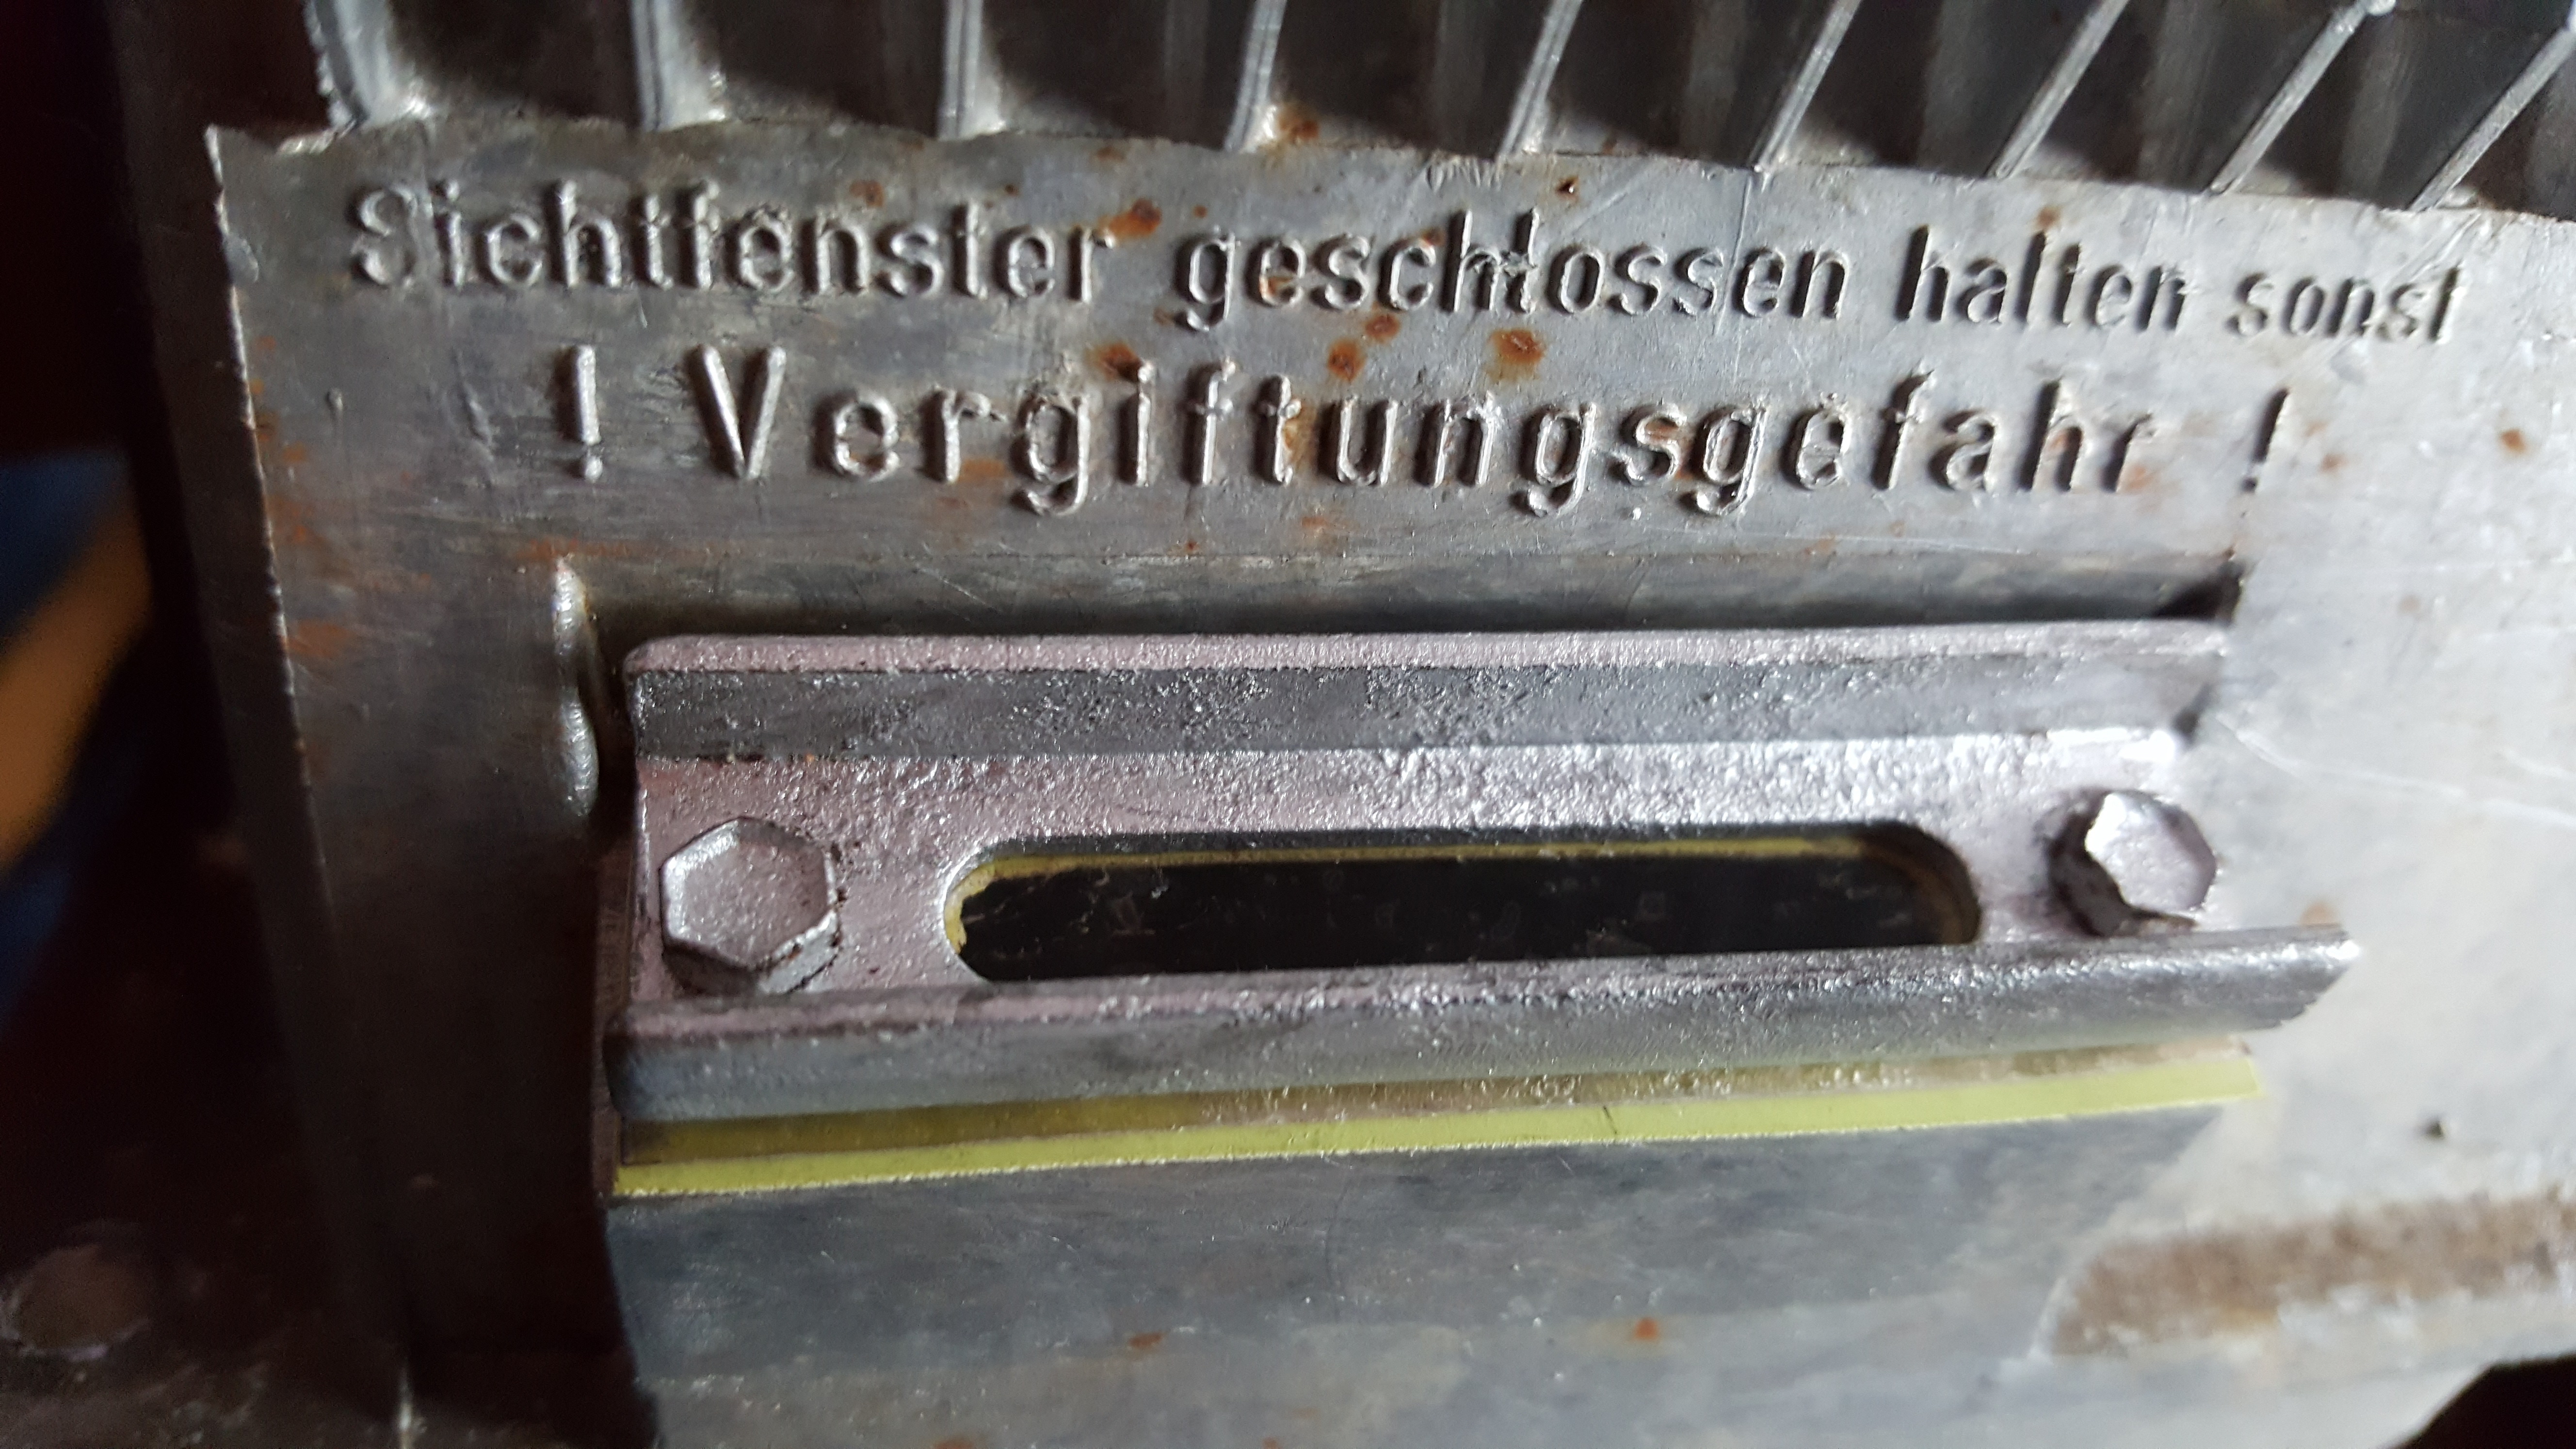 Sichtfenster geschlossen halten sonst
! Vergiftungsgefahr !